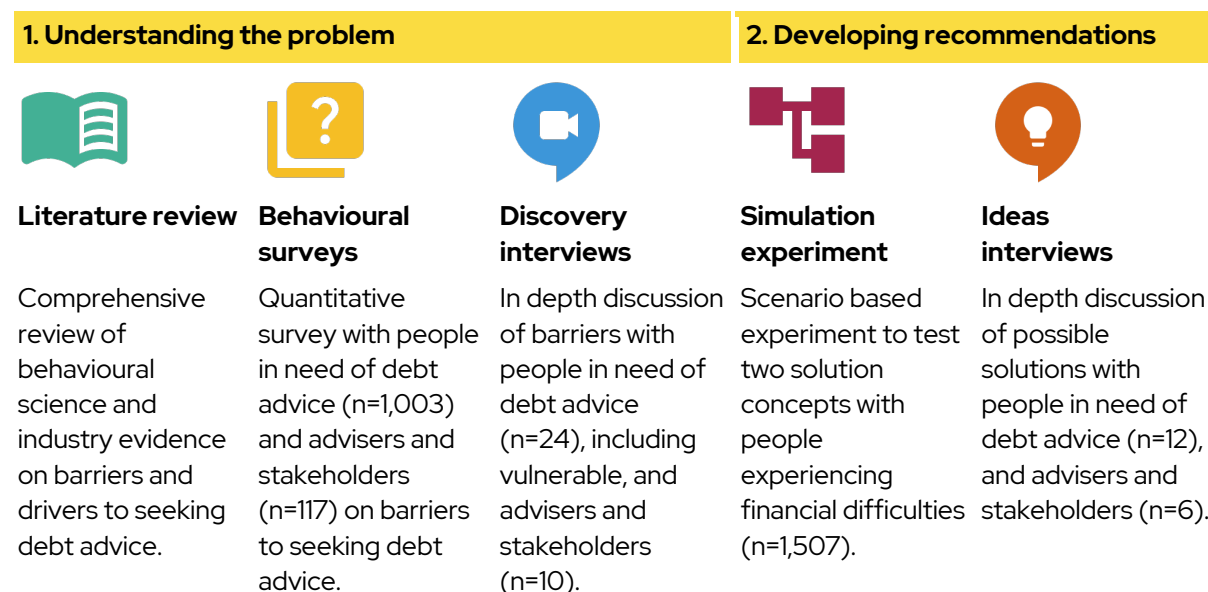 1. Understanding the problem
2. Developing recommendations
?
Literature review
Comprehensive
review of
behavioural
science and
industry evidence
on barriers and
drivers to seeking
debt advice.
Behavioural
surveys
Quantitative
survey with people
in need of debt
advice (n=1,003)
and advisers and
stakeholders
(n=117) on barriers
to seeking debt
advice.
Discovery
interviews
In depth discussion
of barriers with
people in need of
debt advice
(n=24), including
vulnerable, and
advisers and
stakeholders
(n=10).
Simulation
experiment
Scenario based
experiment to test
two solution
concepts with
people
experiencing
financial difficulties
(n=1,507).
Ideas
interviews
In depth discussion
of possible
solutions with
people in need of
debt advice (n=12),
and advisers and
stakeholders (n=6).